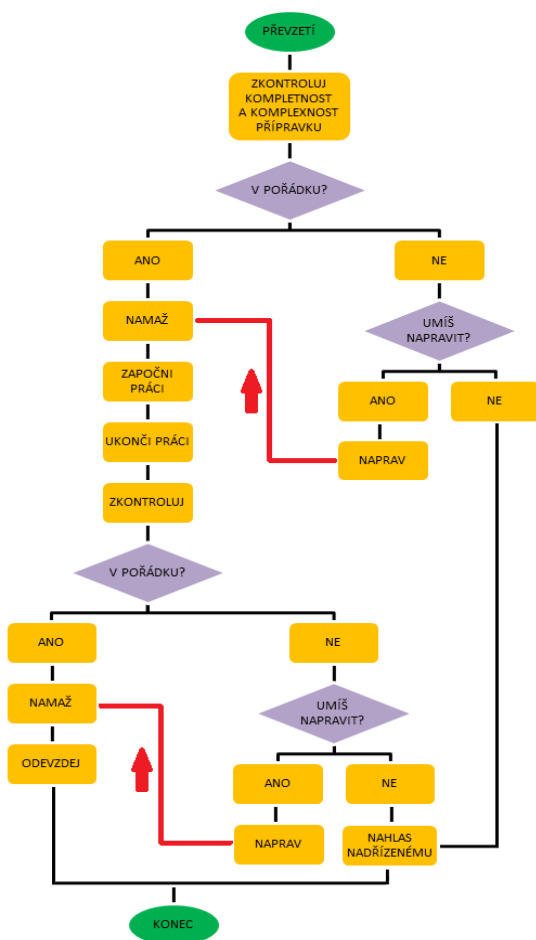 PŘEVZETÍ
ZKONTROLUJ
KOMPLETNOST
A KOMPLEXNOST
PŘÍPRAVKU
V POŘÁDKU?
ANO
NE
NAMAŽ
UMÍŠ
NAPRAVIT?
ZAPOČNI
PRÁCI
ANO
NE
UKONČI PRÁCI
NAPRAV
ZKONTROLUJ
V POŘÁDKU?
ANO
NE
NAMAŽ
UMÍŠ
NAPRAVIT?
ODEVZDEJ
ANO
NE
NAPRAV
NAHLAS
NADŘÍZENÉMU
KONEC